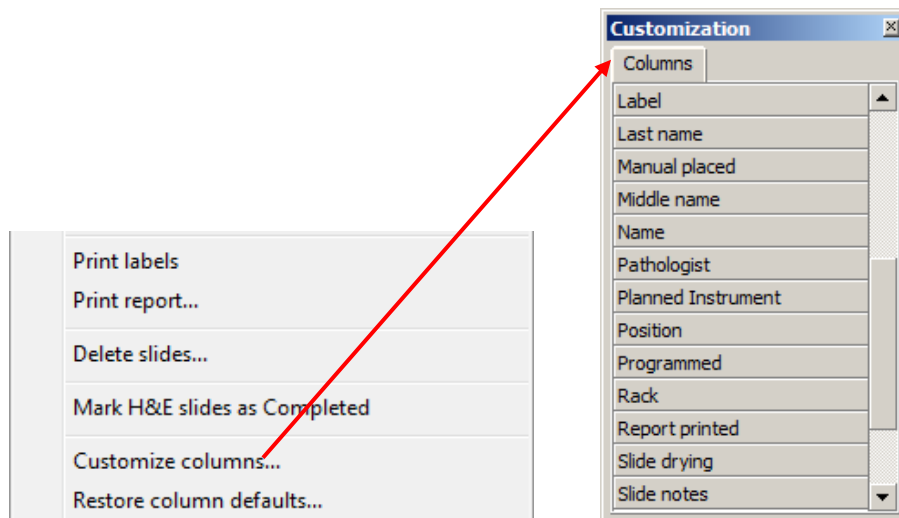 Print labels
Print report...
Delete slides...
Mark H&E slides as Completed
Customize columns...
Restore column defaults...
Customization
Columns
Label
Last name
Manual placed
Middle name
Name
Pathologist
Planned Instrument
Position
Programmed
Rack
Report printed
Slide drying
Slide notes